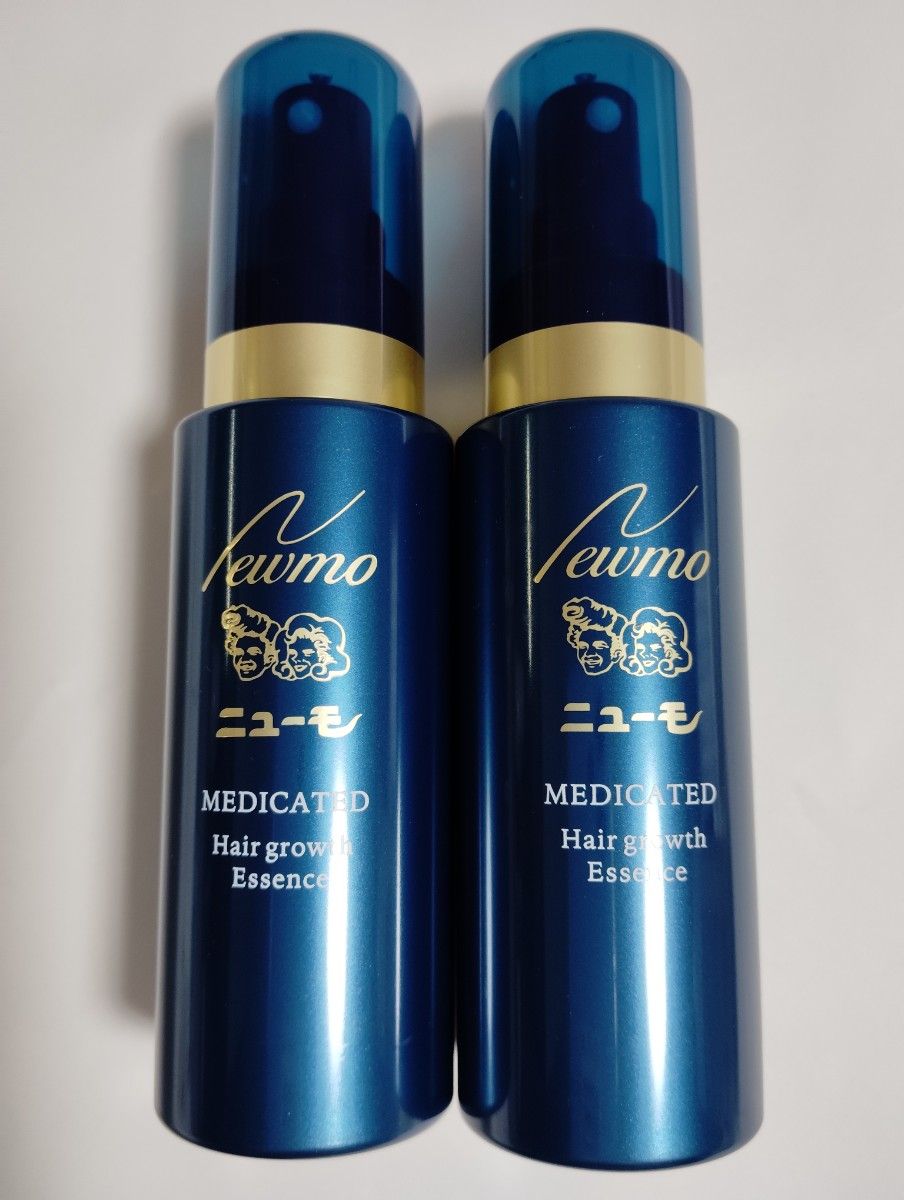 Newmo
ニューモ
MEDICATED
Hair growth
Essence
Newmo
ニューモ
MEDICATED
Hair growth
Essence